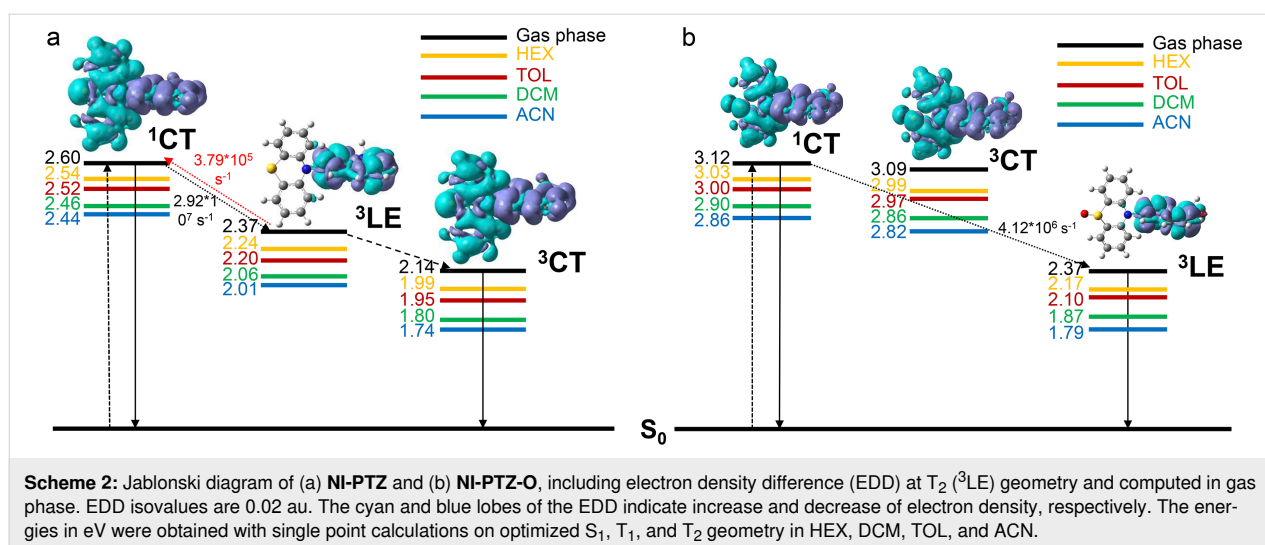 a
Gas phase
HEX
TOL
DCM
ACN
¹CT
2.60
2.54
2.52
2.46
2.44
3.79*10⁵
s⁻¹
2.92*1
0⁷ s⁻¹
³LE
2.37
2.24
2.20
2.06
2.01
³CT
2.14
1.99
1.95
1.80
1.74
b
Gas phase
HEX
TOL
DCM
ACN
¹CT
3.12
3.03
3.00
2.90
2.86
³CT
3.09
2.99
2.97
2.86
2.82
4.12*10⁶ s⁻¹
³LE
2.37
2.17
2.10
1.87
1.79
S₀
Scheme 2: Jablonski diagram of (a) NI-PTZ and (b) NI-PTZ-O, including electron density difference (EDD) at T₂ (³LE) geometry and computed in gas
phase. EDD isovalues are 0.02 au. The cyan and blue lobes of the EDD indicate increase and decrease of electron density, respectively. The ener-
gies in eV were obtained with single point calculations on optimized S₁, T₁, and T₂ geometry in HEX, DCM, TOL, and ACN.